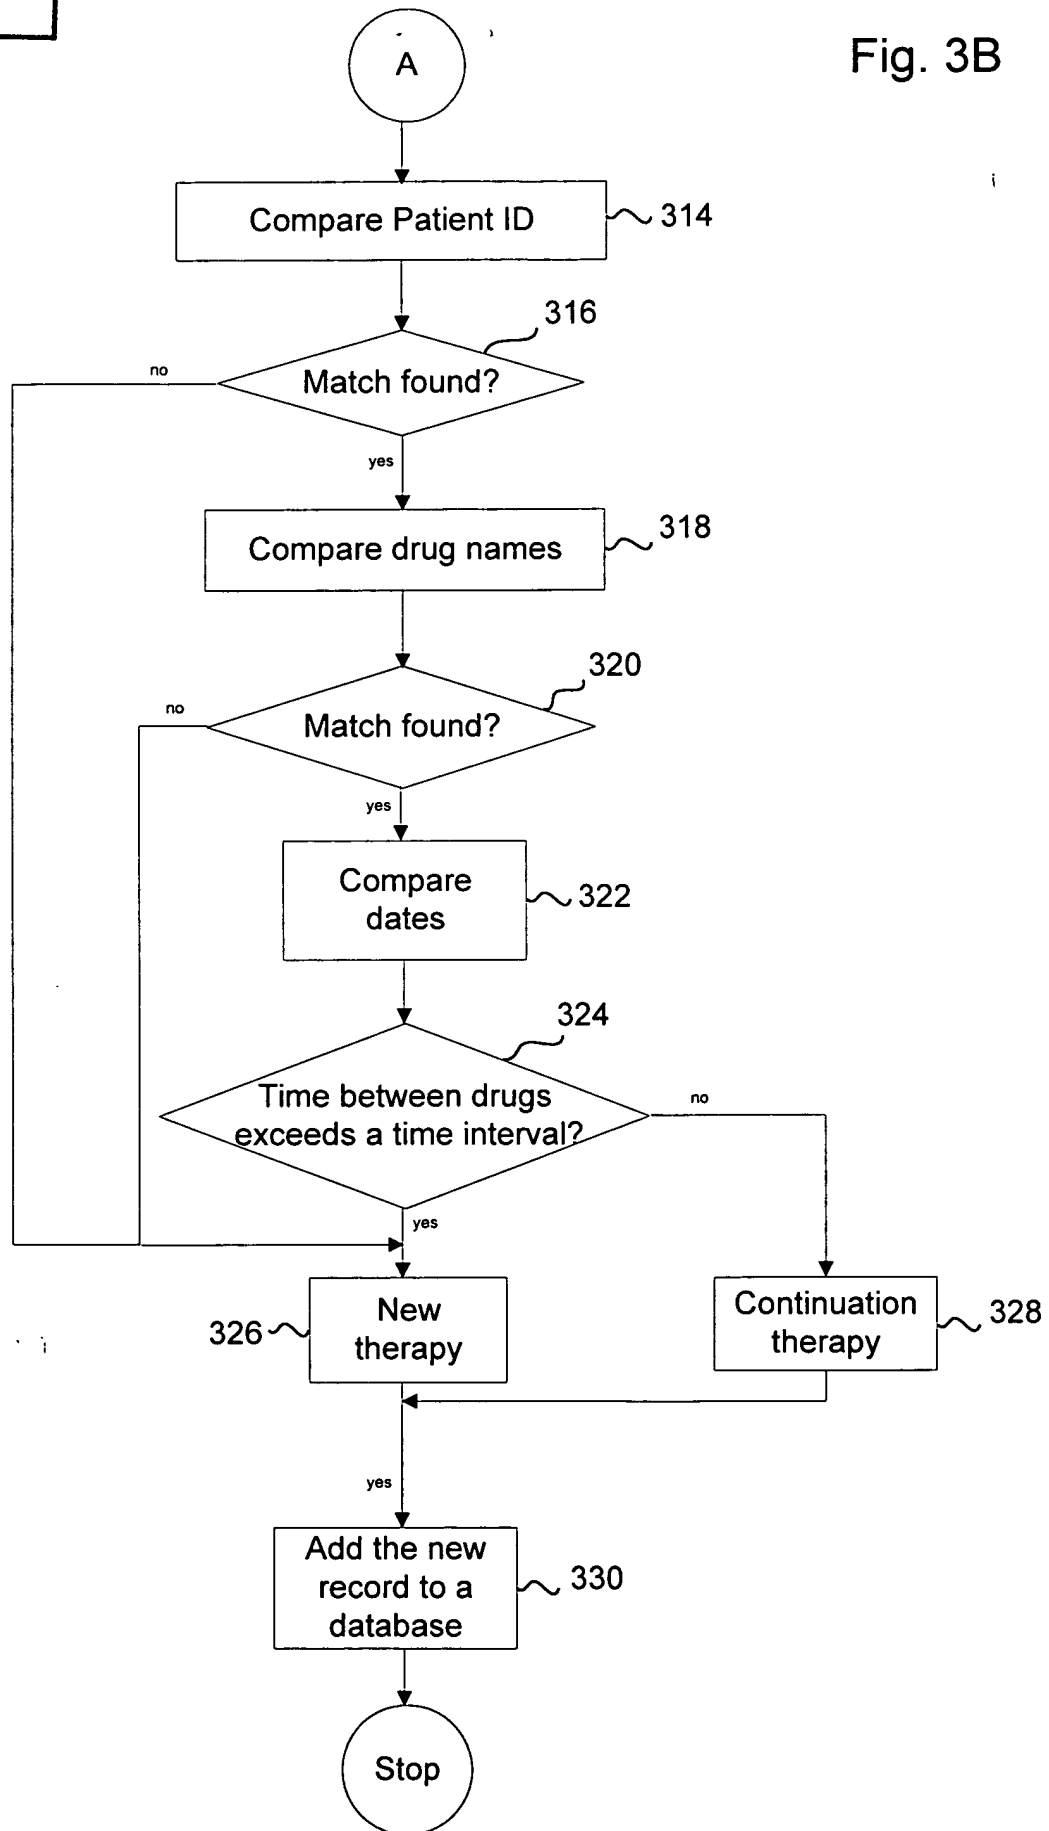 Fig. 3B
A
Compare Patient ID
314
316
no
Match found?
yes
318
Compare drug names
320
no
Match found?
yes
Compare
dates
322
324
Time between drugs
exceeds a time interval?
no
yes
New
therapy
326
Continuation
therapy
328
yes
Add the new
record to a
database
330
Stop